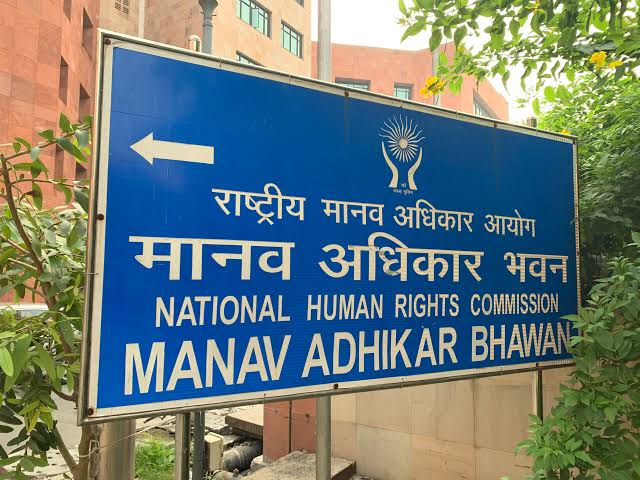 राष्ट्रीय मानव अधिकार आयोग
मानव अधिकार भवन
NATIONAL HUMAN RIGHTS COMMISSION
MANAV ADHIKAR BHAWAN